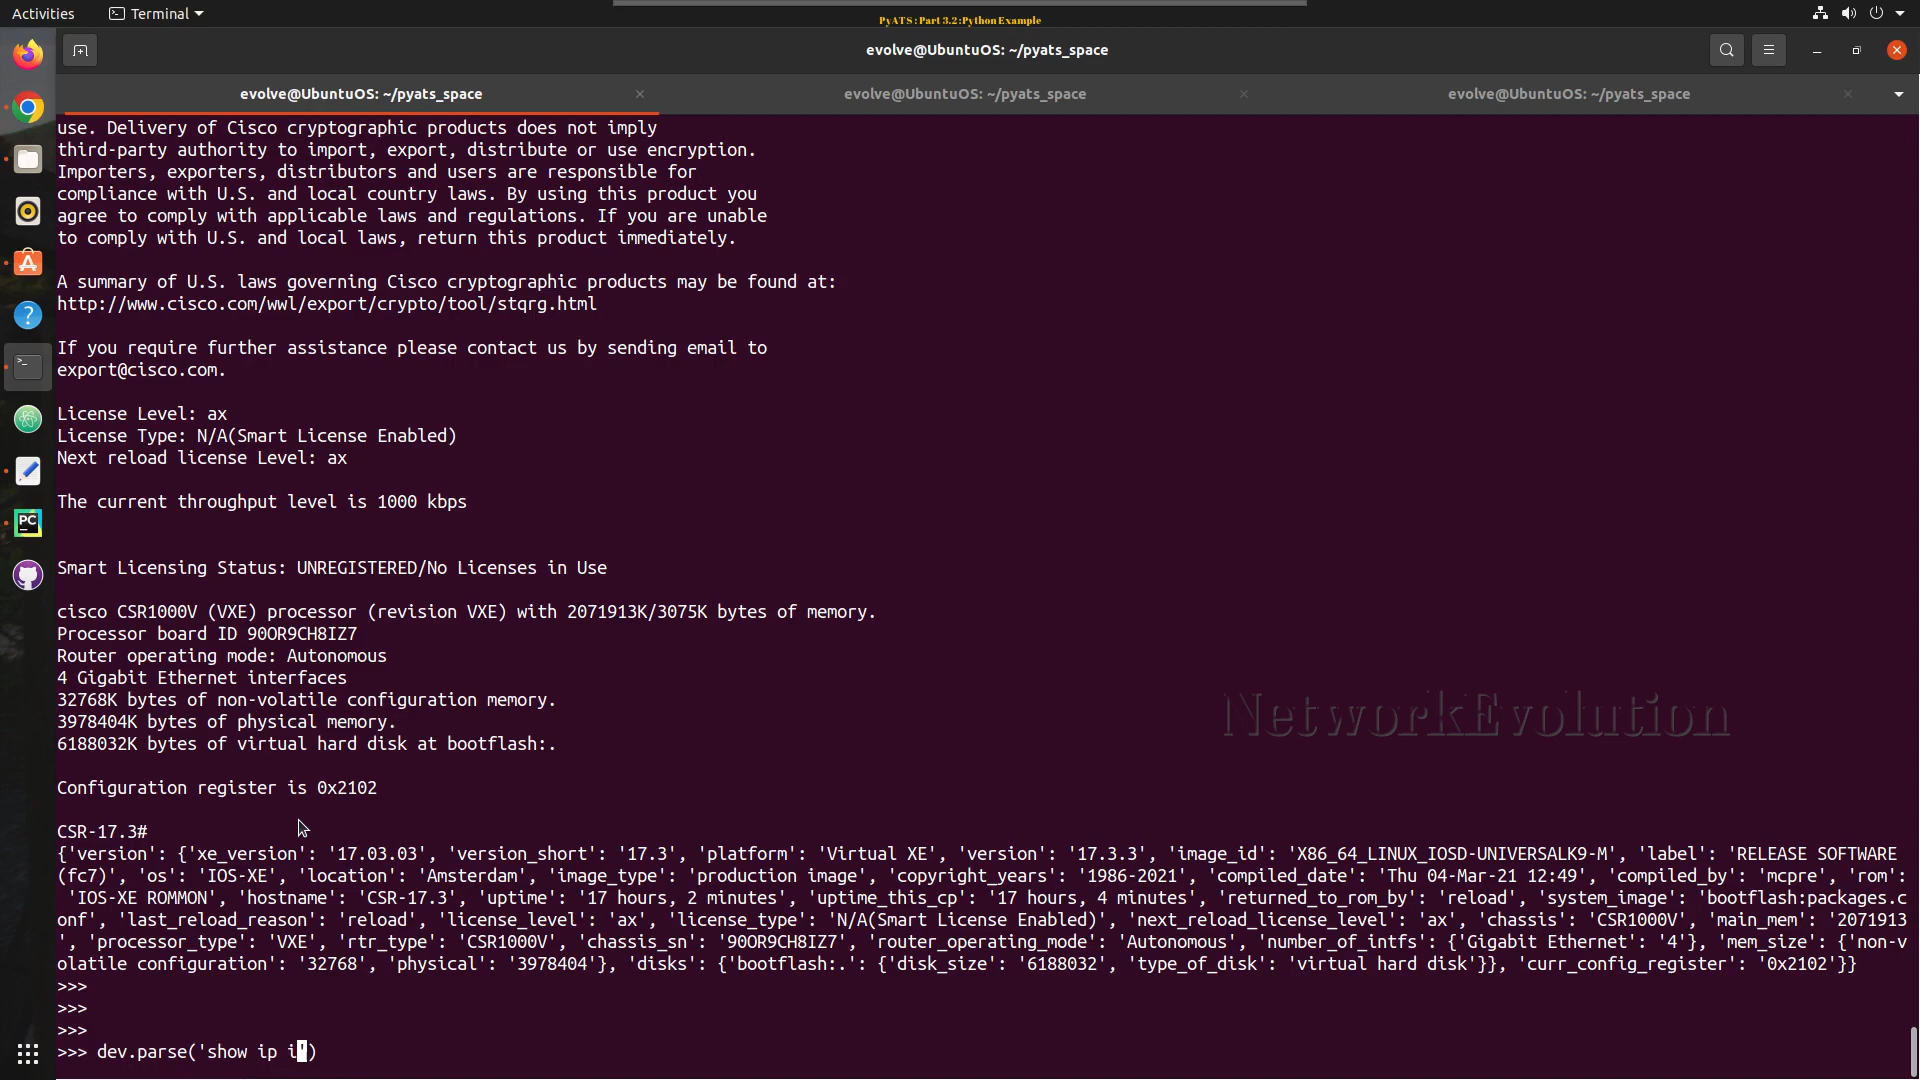 Activities
Terminal
PyATS : Part 3.2 :Python Example
evolve@UbuntuOS: ~/pyats_space
evolve@UbuntuOS: ~/pyats_space
evolve@UbuntuOS: ~/pyats_space
evolve@UbuntuOS: ~/pyats_space
use. Delivery of Cisco cryptographic products does not imply
third-party authority to import, export, distribute or use encryption.
Importers, exporters, distributors and users are responsible for
compliance with U.S. and local country laws. By using this product you
agree to comply with applicable laws and regulations. If you are unable
to comply with U.S. and local laws, return this product immediately.
A summary of U.S. laws governing Cisco cryptographic products may be found at:
http://www.cisco.com/wwl/export/crypto/tool/stqrg.html
If you require further assistance please contact us by sending email to
export@cisco.com.
License Level: ax
License Type: N/A(Smart License Enabled)
Next reload license Level: ax
The current throughput level is 1000 kbps
Smart Licensing Status: UNREGISTERED/No Licenses in Use
cisco CSR1000V (VXE) processor (revision VXE) with 2071913K/3075K bytes of memory.
Processor board ID 90OR9CH8IZ7
Router operating mode: Autonomous
4 Gigabit Ethernet interfaces
32768K bytes of non-volatile configuration memory.
3978404K bytes of physical memory.
6188032K bytes of virtual hard disk at bootflash:.
NetworkEvolution
Configuration register is 0x2102
CSR-17.3#
{'version': {'xe_version': '17.03.03', 'version_short': '17.3', 'platform': 'Virtual XE', 'version': '17.3.3', 'image_id': 'X86_64_LINUX_IOSD-UNIVERSALK9-M', 'label': 'RELEASE SOFTWARE
(fc7)', 'os': 'IOS-XE', 'location': 'Amsterdam', 'image_type': 'production image', 'copyright_years': '1986-2021', 'compiled_date': 'Thu 04-Mar-21 12:49', 'compiled_by': 'mcpre', 'rom':
'IOS-XE ROMMON', 'hostname': 'CSR-17.3', 'uptime': '17 hours, 2 minutes', 'uptime_this_cp': '17 hours, 4 minutes', 'returned_to_rom_by': 'reload', 'system_image': 'bootflash:packages.c
onf', 'last_reload_reason': 'reload', 'license_level': 'ax', 'license_type': 'N/A(Smart License Enabled)', 'next_reload_license_level': 'ax', 'chassis': 'CSR1000V', 'main_mem': '2071913
', 'processor_type': 'VXE', 'rtr_type': 'CSR1000V', 'chassis_sn': '90OR9CH8IZ7', 'router_operating_mode': 'Autonomous', 'number_of_intfs': {'Gigabit Ethernet': '4'}, 'mem_size': {'non-v
olatile configuration': '32768', 'physical': '3978404'}, 'disks': {'bootflash:.': {'disk_size': '6188032', 'type_of_disk': 'virtual hard disk'}}, 'curr_config_register': '0x2102'}}
>>>
>>>
>>>
>>> dev.parse('show ip i')